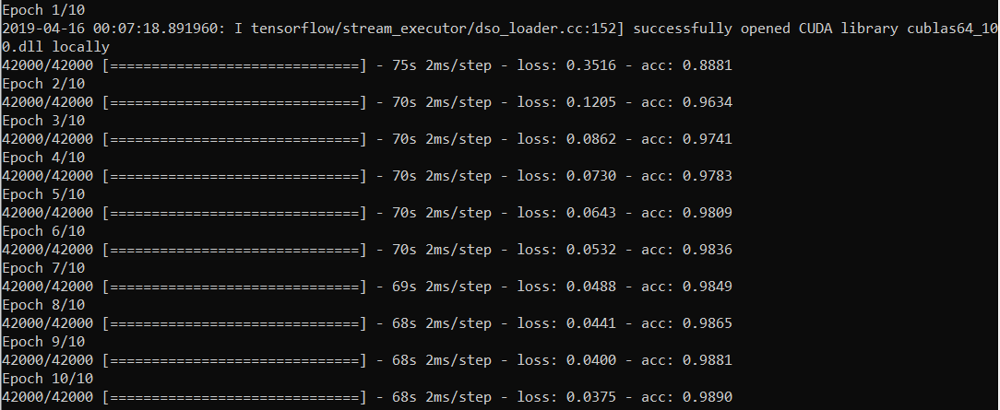 Epoch 1/10
2019-04-16 00:07:18.891960: I tensorflow/stream_executor/dso_loader.cc:152] successfully opened CUDA library cublas64_10
0.dll locally
42000/42000 [==============================] - 75s 2ms/step - loss: 0.3516 - acc: 0.8881
Epoch 2/10
42000/42000 [==============================] - 70s 2ms/step - loss: 0.1205 - acc: 0.9634
Epoch 3/10
42000/42000 [==============================] - 70s 2ms/step - loss: 0.0862 - acc: 0.9741
Epoch 4/10
42000/42000 [==============================] - 70s 2ms/step - loss: 0.0730 - acc: 0.9783
Epoch 5/10
42000/42000 [==============================] - 70s 2ms/step - loss: 0.0643 - acc: 0.9809
Epoch 6/10
42000/42000 [==============================] - 70s 2ms/step - loss: 0.0532 - acc: 0.9836
Epoch 7/10
42000/42000 [==============================] - 69s 2ms/step - loss: 0.0488 - acc: 0.9849
Epoch 8/10
42000/42000 [==============================] - 68s 2ms/step - loss: 0.0441 - acc: 0.9865
Epoch 9/10
42000/42000 [==============================] - 68s 2ms/step - loss: 0.0400 - acc: 0.9881
Epoch 10/10
42000/42000 [==============================] - 68s 2ms/step - loss: 0.0375 - acc: 0.9890